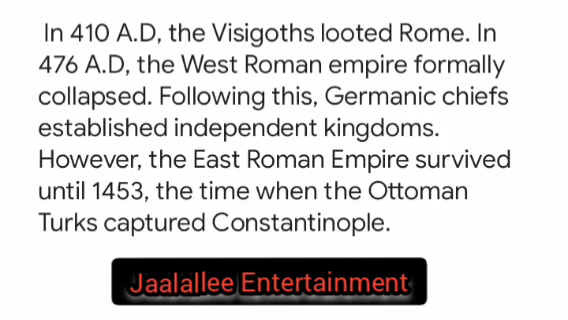 In 410 A.D, the Visigoths looted Rome. In
476 A.D, the West Roman empire formally
collapsed. Following this, Germanic chiefs
established independent kingdoms.
However, the East Roman Empire survived
until 1453, the time when the Ottoman
Turks captured Constantinople.
Jaalallee Entertainment